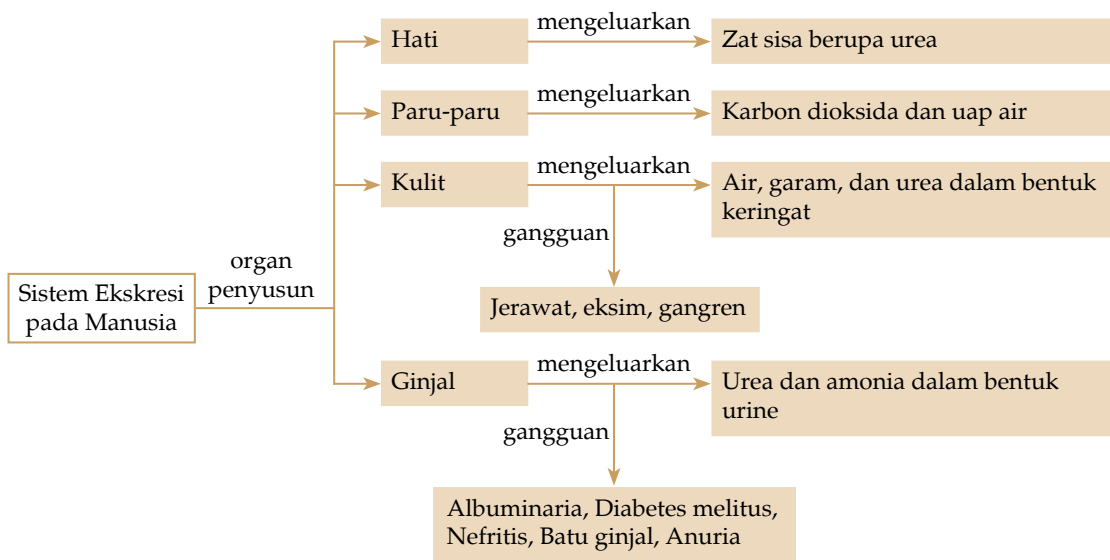 Sistem Ekskresi
pada Manusia
organ
penyusun
Hati
mengeluarkan
Zat sisa berupa urea
Paru-paru
mengeluarkan
Karbon dioksida dan uap air
Kulit
mengeluarkan
Air, garam, dan urea dalam bentuk
keringat
gangguan
Jerawat, eksim, gangren
Ginjal
mengeluarkan
Urea dan amonia dalam bentuk
urine
gangguan
Albuminaria, Diabetes melitus,
Nefritis, Batu ginjal, Anuria